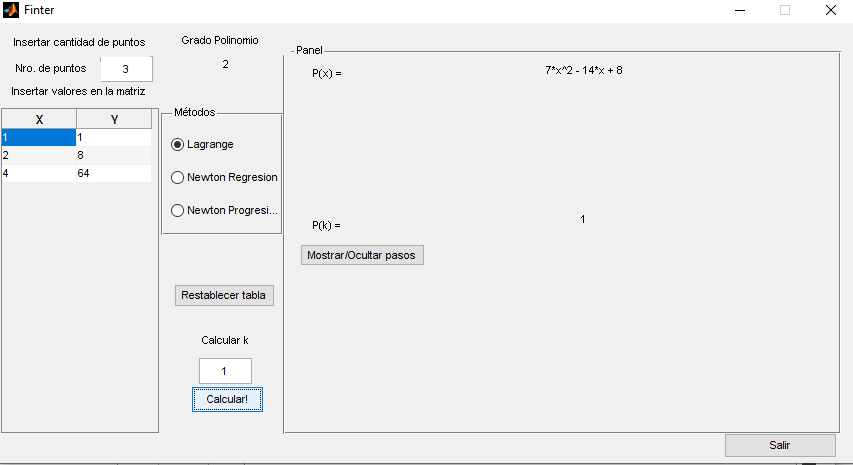 Finter
Insertar cantidad de puntos
Nro. de puntos 3
Insertar valores en la matriz
X Y
1 1
2 8
4 64
Grado Polinomio
2
Métodos
Lagrange
Newton Regresion
Newton Progresi...
Restablecer tabla
Calcular k
1
Calcular!
Panel
P(x) = 7*x^2 - 14*x + 8
P(k) = 1
Mostrar/Ocultar pasos
Salir